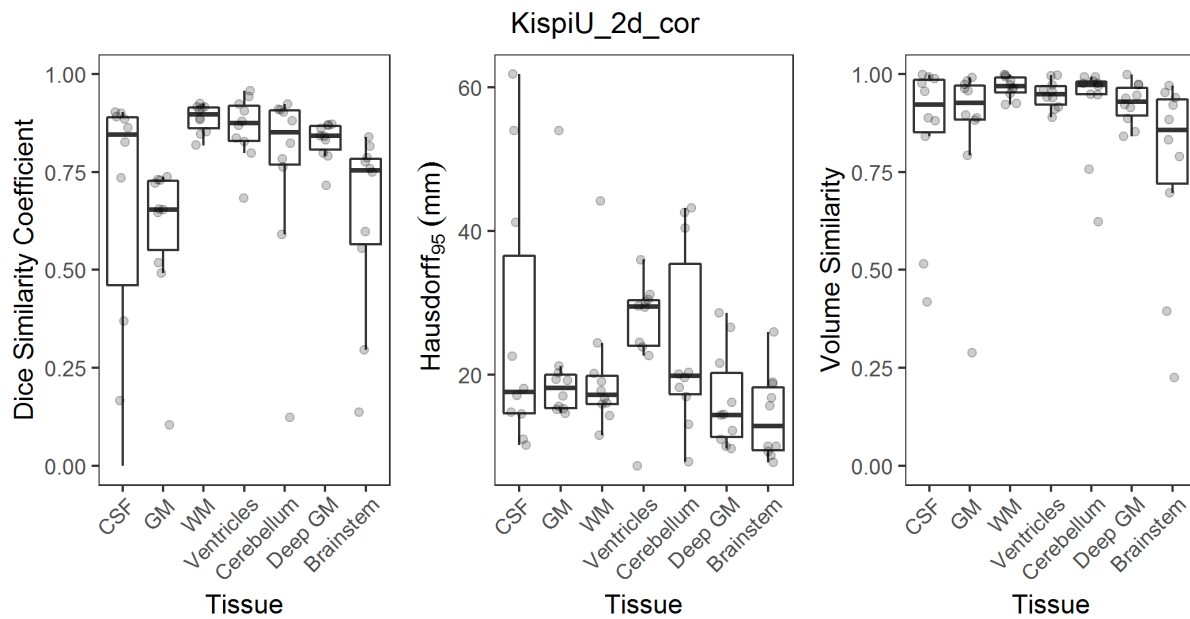 KispiU_2d_cor
Dice Similarity Coefficient
1.00
0.75
0.50
0.25
0.00
CSF
GM
WM
Ventricles
Cerebellum
Deep GM
Brainstem
Tissue
Hausdorff95 (mm)
60
40
20
CSF
GM
WM
Ventricles
Cerebellum
Deep GM
Brainstem
Tissue
Volume Similarity
1.00
0.75
0.50
0.25
0.00
CSF
GM
WM
Ventricles
Cerebellum
Deep GM
Brainstem
Tissue